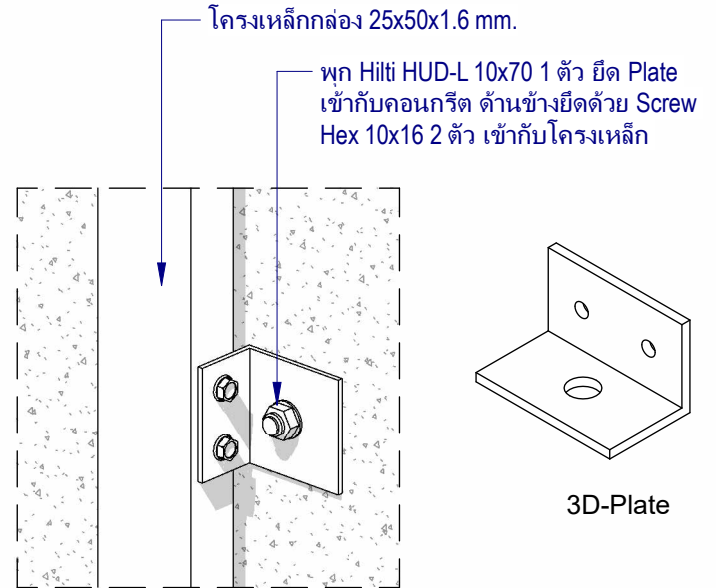 โครงเหล็กกล่อง 25x50x1.6 mm.
พุก Hilti HUD-L 10x70 1 ตัว ยึด Plate
เข้ากับคอนกรีต ด้านข้างยึดด้วย Screw
Hex 10x16 2 ตัว เข้ากับโครงเหล็ก
3D-Plate